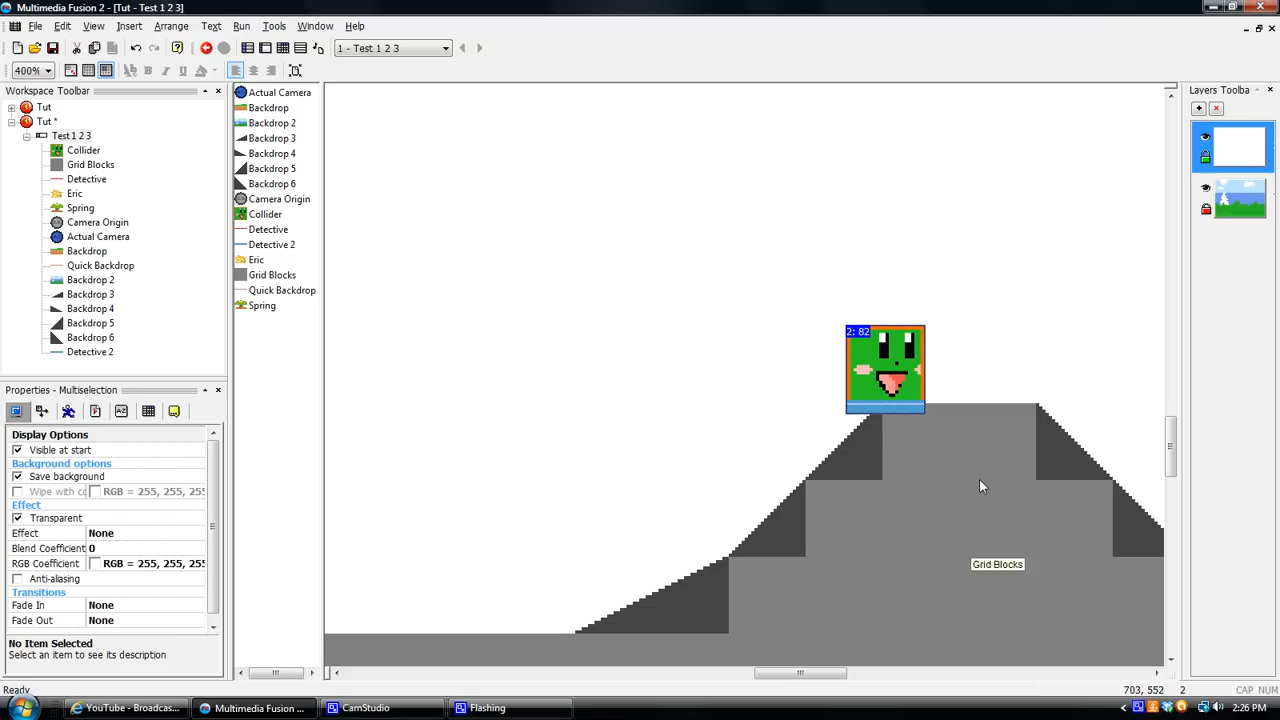 Multimedia Fusion 2 - [Tut - Test 1 2 3]
File Edit View Insert Arrange Text Run Tools Window Help
1 - Test 1 2 3
400%
Workspace Toolbar
Tut
Tut *
Test 1 2 3
Collider
Grid Blocks
Detective
Eric
Spring
Camera Origin
Actual Camera
Backdrop
Quick Backdrop
Backdrop 2
Backdrop 3
Backdrop 4
Backdrop 5
Backdrop 6
Detective 2
Properties - Multiselection
Display Options
Visible at start
Background options
Save background
Wipe with co RGB = 255, 255, 255
Effect
Transparent
Effect None
Blend Coefficient 0
RGB Coefficient RGB = 255, 255, 255
Anti-aliasing
Transitions
Fade In None
Fade Out None
No Item Selected
Select an item to see its description
Actual Camera
Backdrop
Backdrop 2
Backdrop 3
Backdrop 4
Backdrop 5
Backdrop 6
Camera Origin
Collider
Detective
Detective 2
Eric
Grid Blocks
Quick Backdrop
Spring
2: 82
Grid Blocks
Layers Toolba
Ready
703, 552 2 CAP NUM
YouTube - Broadcas...
Multimedia Fusion ...
CamStudio
Flashing
2:26 PM